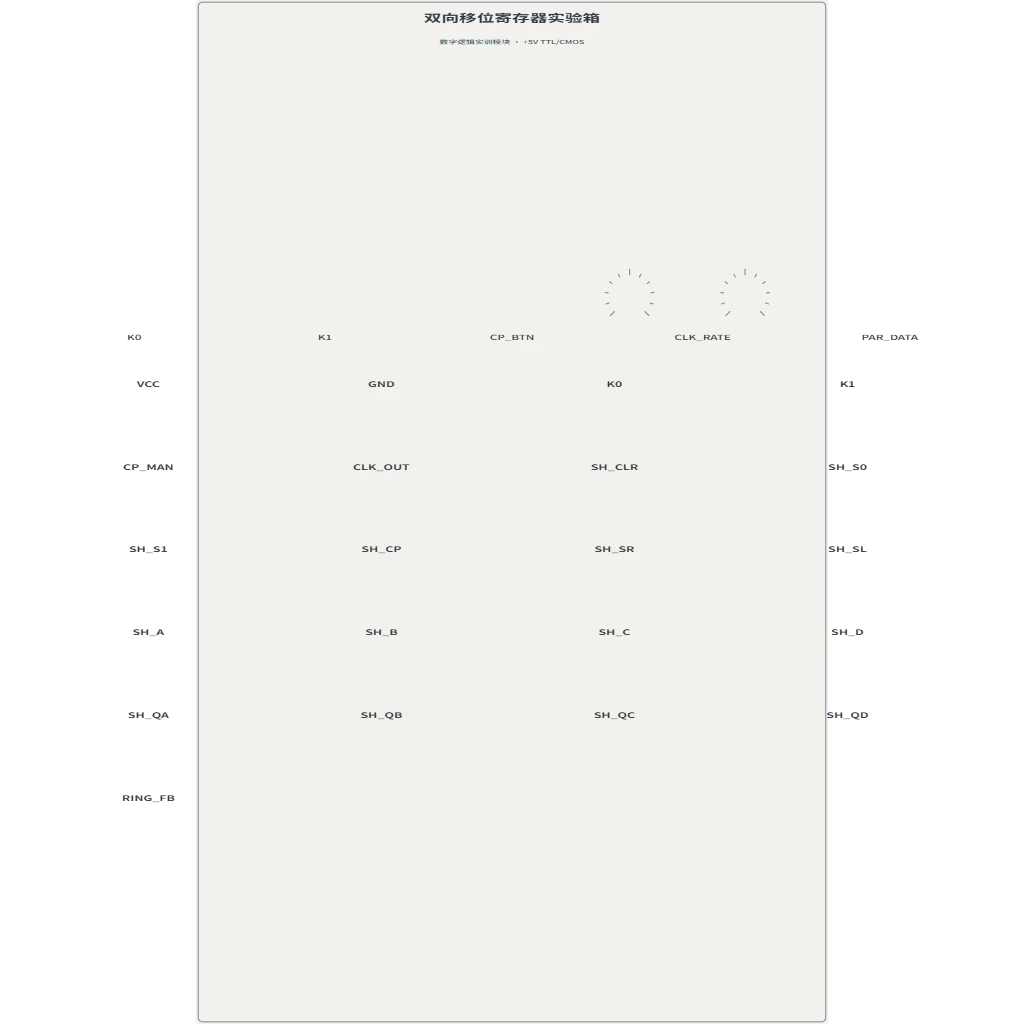 双向移位寄存器实验箱
数字逻辑实训模块 · +5V TTL/CMOS
K0 K1 CP_BTN CLK_RATE PAR_DATA
VCC GND K0 K1
CP_MAN CLK_OUT SH_CLR SH_S0
SH_S1 SH_CP SH_SR SH_SL
SH_A SH_B SH_C SH_D
SH_QA SH_QB SH_QC SH_QD
RING_FB